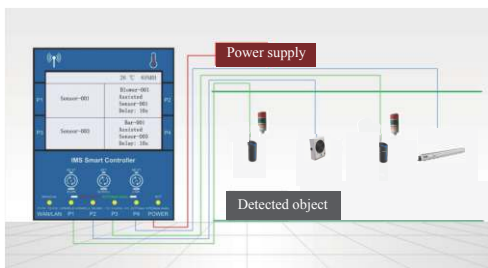 Power supply
26 ℃ 60%RH
P1
Sensor-001
Blower-003
Assisted
Sensor-001
Delay: 10s
P2
P3
Sensor-003
Bar-001
Assisted
Sensor-003
Delay: 10s
P4
IMS Smart Controller
WAN/LAN P1 P2 P3 P4 POWER
Detected object